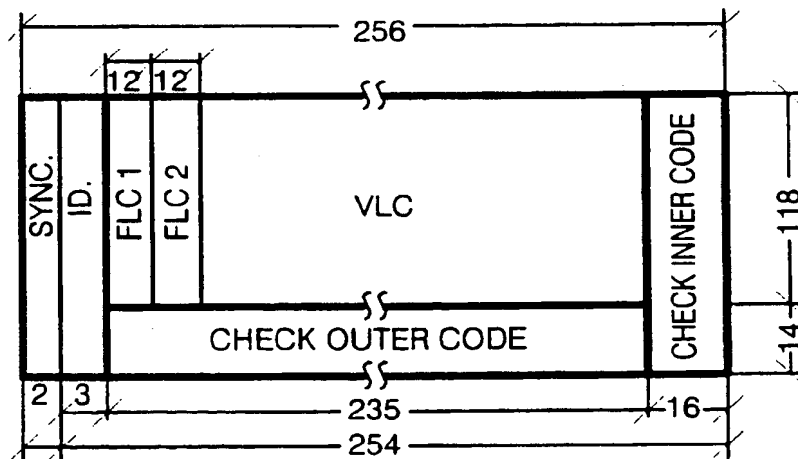 256
12 12
SYNC.
ID.
FLC 1
FLC 2
VLC
CHECK INNER CODE
118
CHECK OUTER CODE
14
2 3 235 16
254